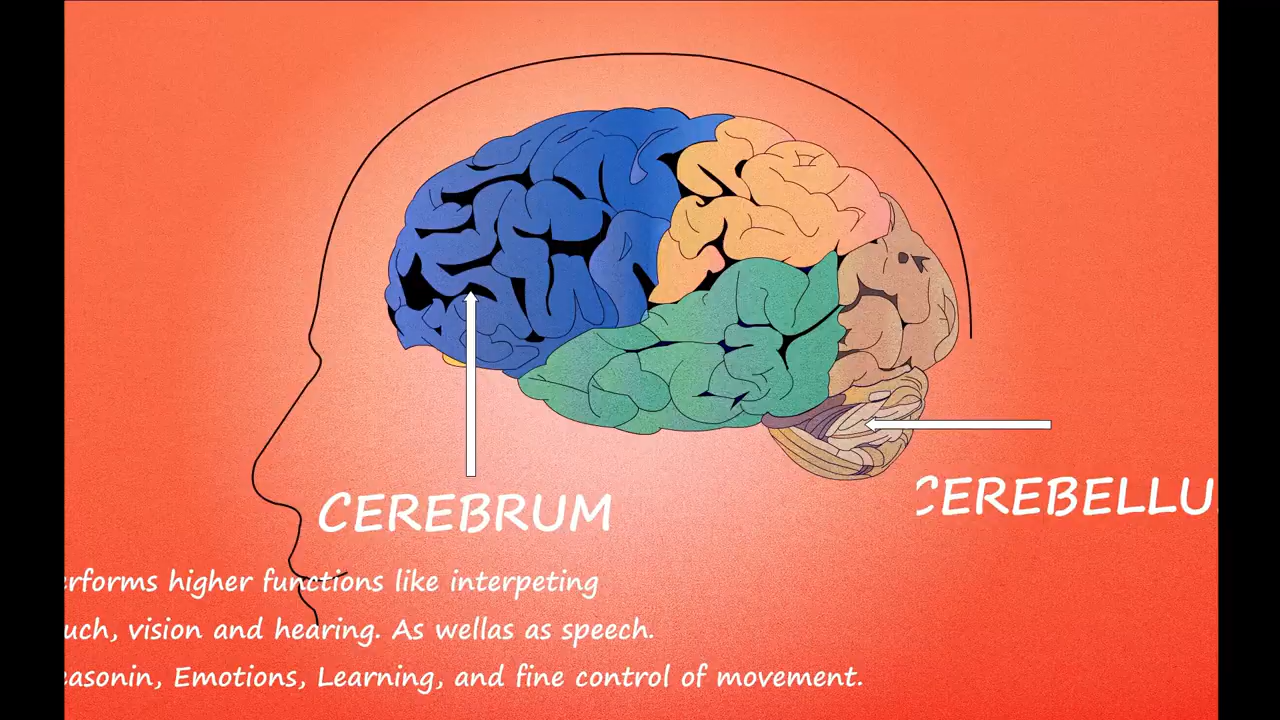 CEREBRUM
CEREBELLU
erforms higher functions like interpeting
uch, vision and hearing. As wellas as speech.
easonin, Emotions, Learning, and fine control of movement.